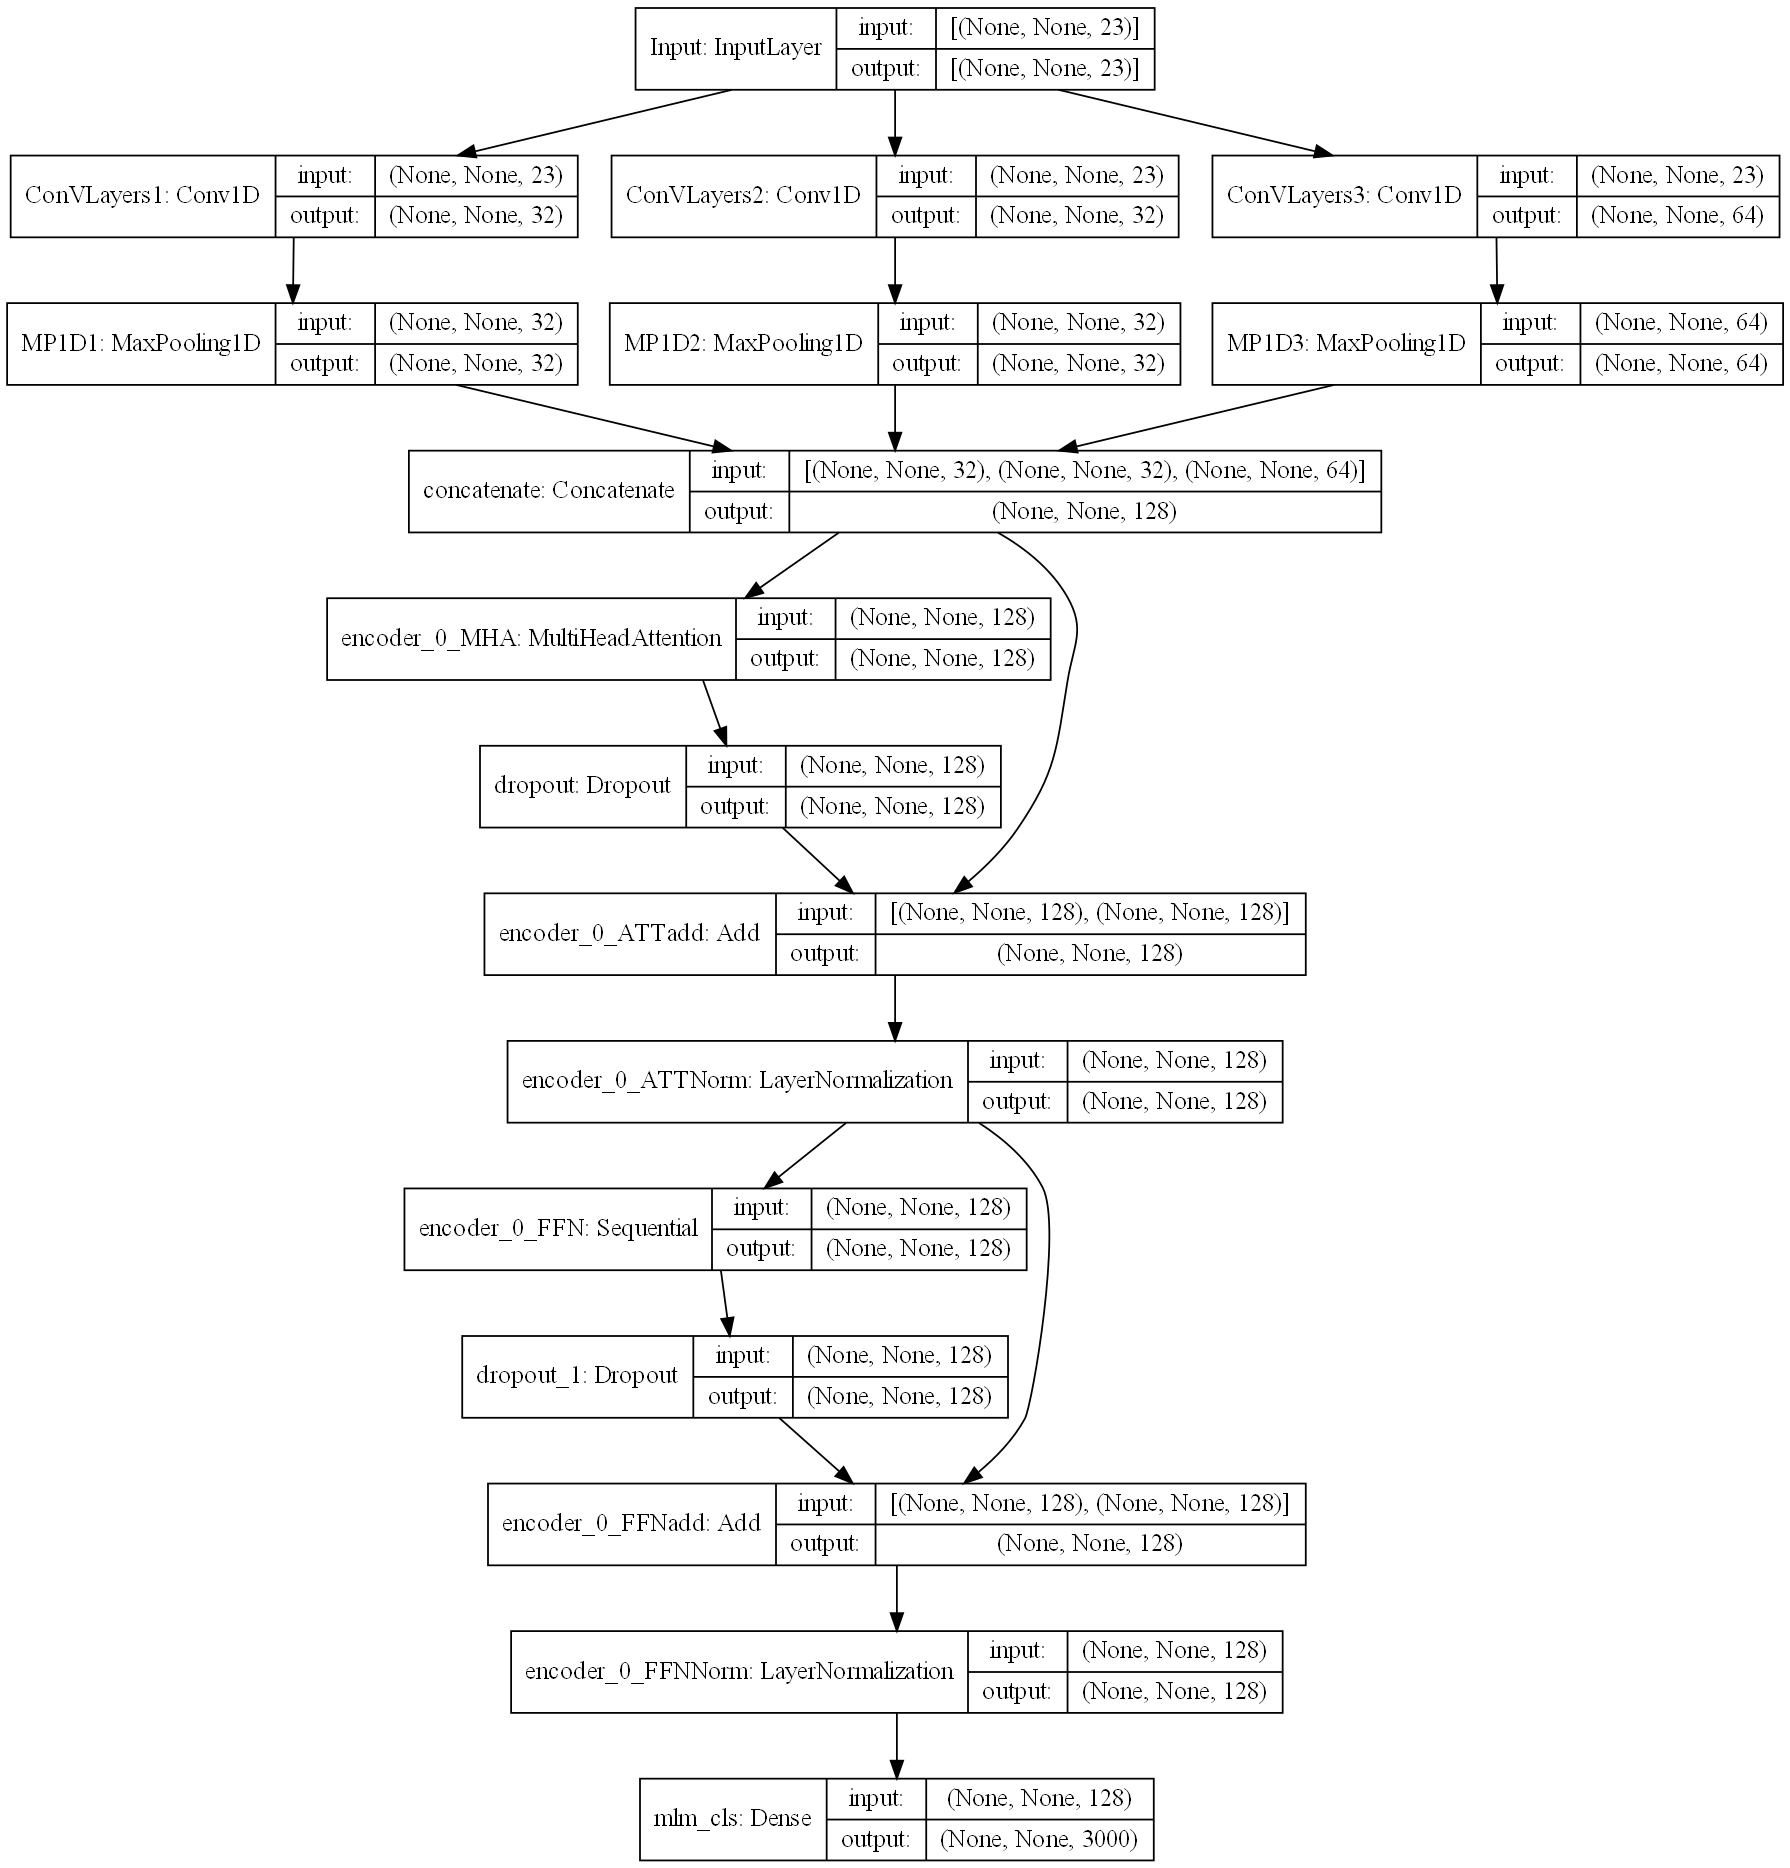 Input: InputLayer
input: [(None, None, 23)]
output: [(None, None, 23)]
ConVLayers1: Conv1D
input: (None, None, 23)
output: (None, None, 32)
ConVLayers2: Conv1D
input: (None, None, 23)
output: (None, None, 32)
ConVLayers3: Conv1D
input: (None, None, 23)
output: (None, None, 64)
MP1D1: MaxPooling1D
input: (None, None, 32)
output: (None, None, 32)
MP1D2: MaxPooling1D
input: (None, None, 32)
output: (None, None, 32)
MP1D3: MaxPooling1D
input: (None, None, 64)
output: (None, None, 64)
concatenate: Concatenate
input: [(None, None, 32), (None, None, 32), (None, None, 64)]
output: (None, None, 128)
encoder_0_MHA: MultiHeadAttention
input: (None, None, 128)
output: (None, None, 128)
dropout: Dropout
input: (None, None, 128)
output: (None, None, 128)
encoder_0_ATTadd: Add
input: [(None, None, 128), (None, None, 128)]
output: (None, None, 128)
encoder_0_ATTNorm: LayerNormalization
input: (None, None, 128)
output: (None, None, 128)
encoder_0_FFN: Sequential
input: (None, None, 128)
output: (None, None, 128)
dropout_1: Dropout
input: (None, None, 128)
output: (None, None, 128)
encoder_0_FFNadd: Add
input: [(None, None, 128), (None, None, 128)]
output: (None, None, 128)
encoder_0_FFNNorm: LayerNormalization
input: (None, None, 128)
output: (None, None, 128)
mlm_cls: Dense
input: (None, None, 128)
output: (None, None, 3000)